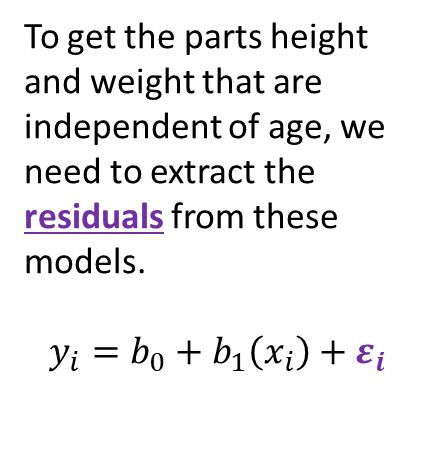 To get the parts height
and weight that are
independent of age, we
need to extract the
residuals from these
models.
yᵢ = b₀ + b₁(xᵢ) + εᵢ